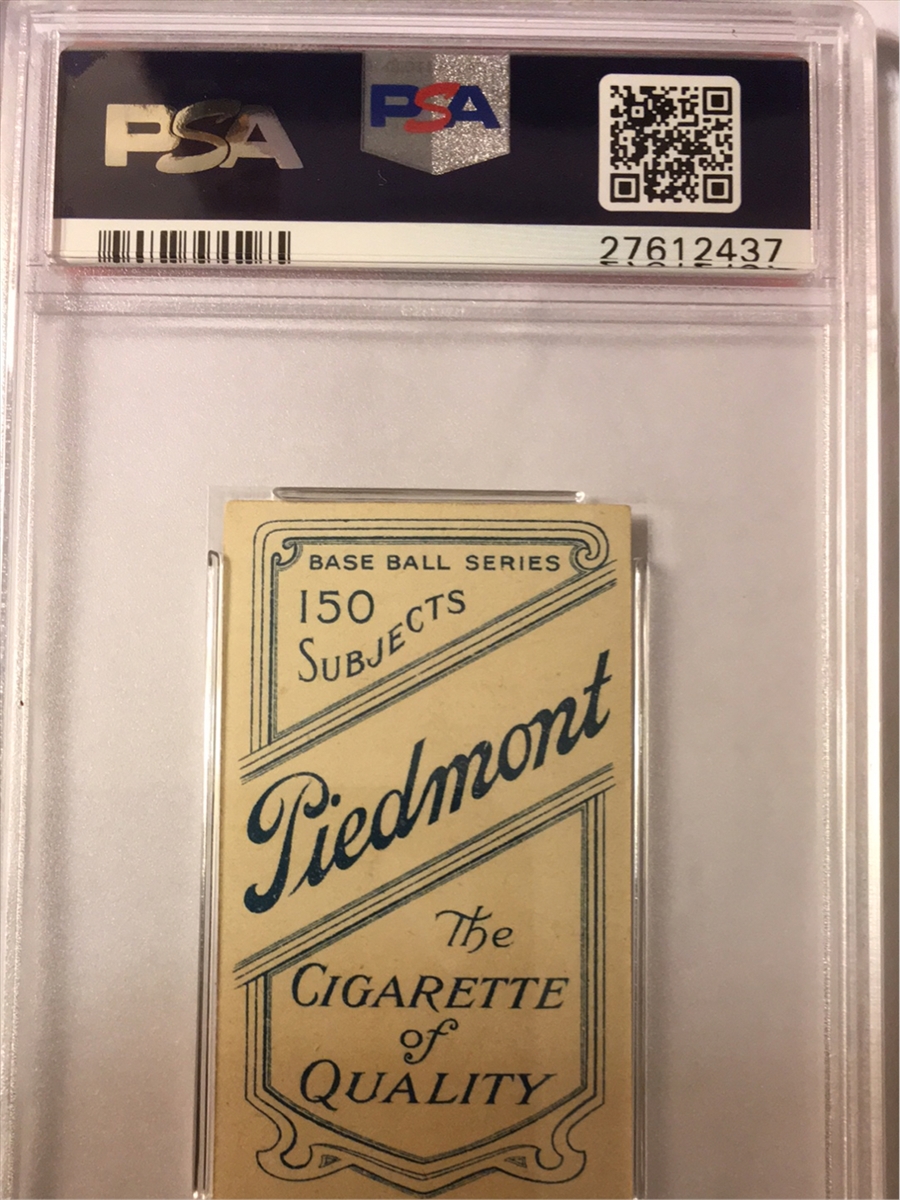 PSA
PSA
27612437
BASE BALL SERIES
150
SUBJECTS
Piedmont
The
CIGARETTE
of
QUALITY